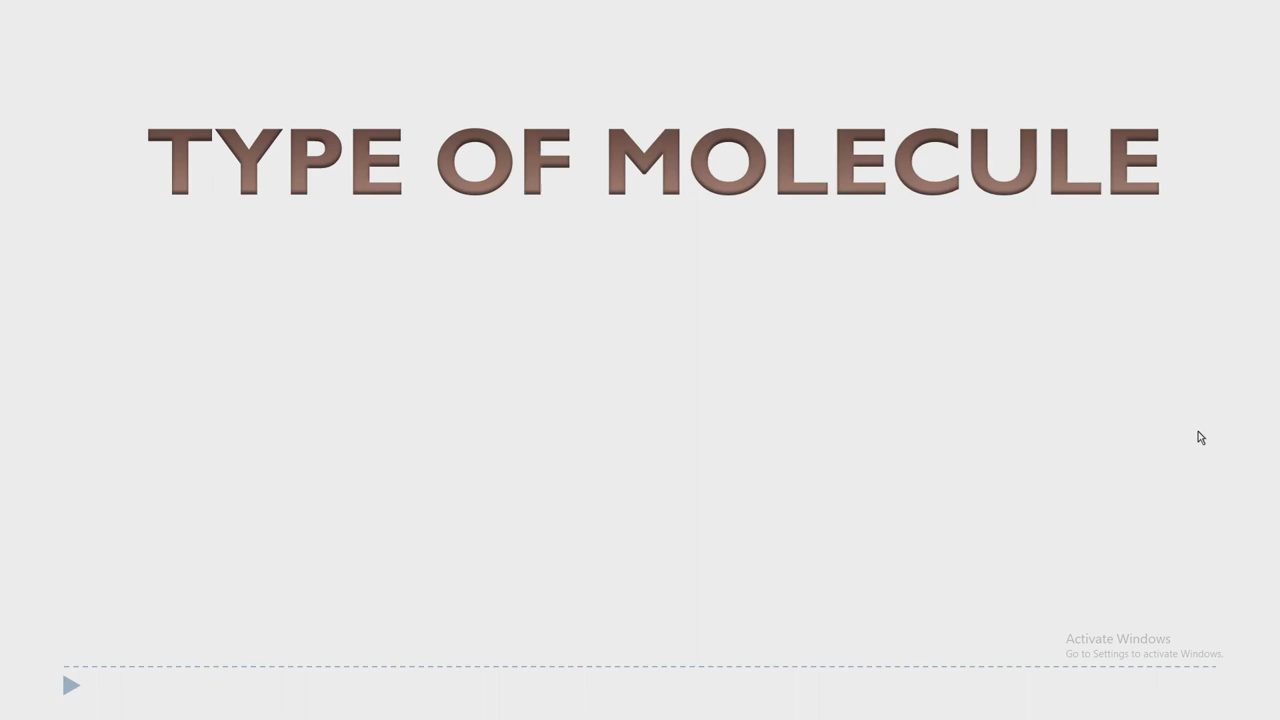 TYPE OF MOLECULE
Activate Windows
Go to Settings to activate Windows.